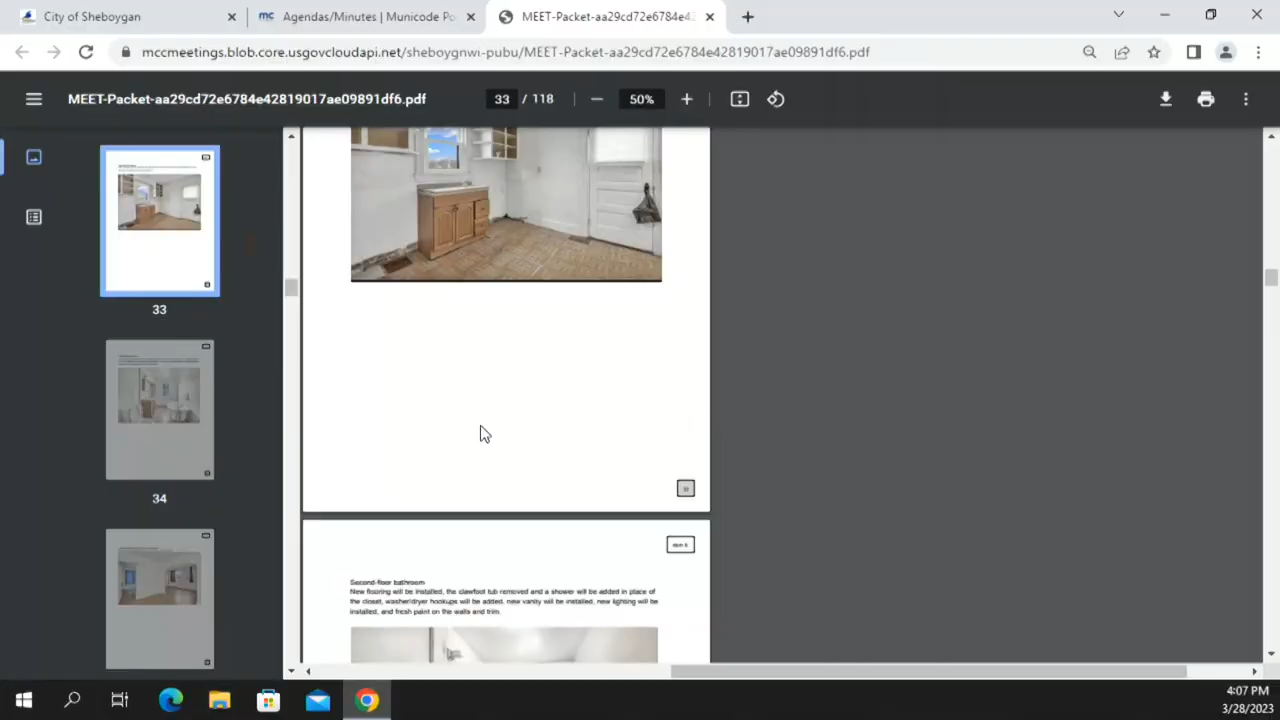 City of Sheboygan
Agendas/Minutes | Municode Po
MEET-Packet-aa29cd72e6784e42
mccmeetings.blob.core.usgovcloudapi.net/sheboygnwi-pubu/MEET-Packet-aa29cd72e6784e42819017ae09891df6.pdf
MEET-Packet-aa29cd72e6784e42819017ae09891df6.pdf
33 / 118
50%
33
34
Item 6
Second-floor bathroom
New flooring will be installed, the clawfoot tub removed and a shower will be added in place of
the closet, washer/dryer hookups will be added, new vanity will be installed, new lighting will be
installed, and fresh paint on the walls and trim.
4:07 PM
3/28/2023